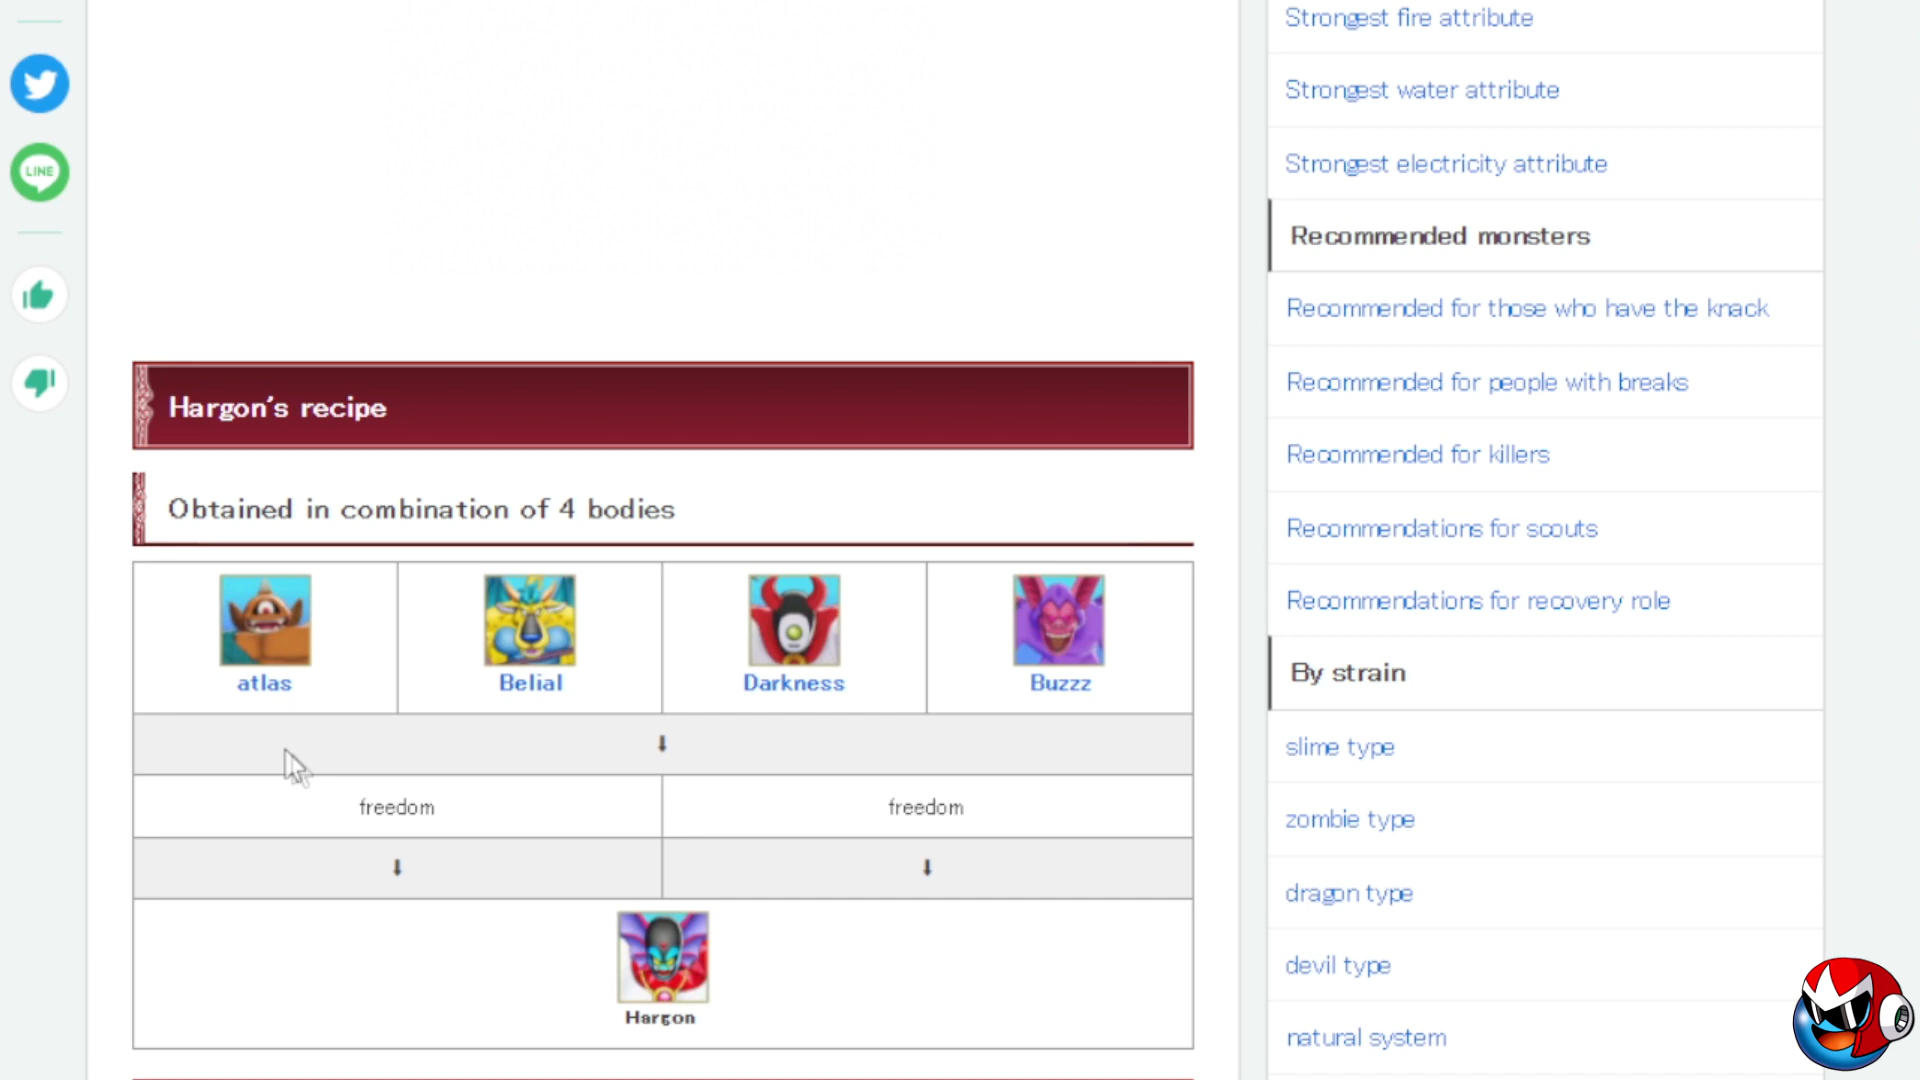 LINE
Hargon's recipe
Obtained in combination of 4 bodies
atlas
Belial
Darkness
Buzzz
⬇
freedom
freedom
⬇
⬇
Hargon
Strongest fire attribute
Strongest water attribute
Strongest electricity attribute
Recommended monsters
Recommended for those who have the knack
Recommended for people with breaks
Recommended for killers
Recommendations for scouts
Recommendations for recovery role
By strain
slime type
zombie type
dragon type
devil type
natural system